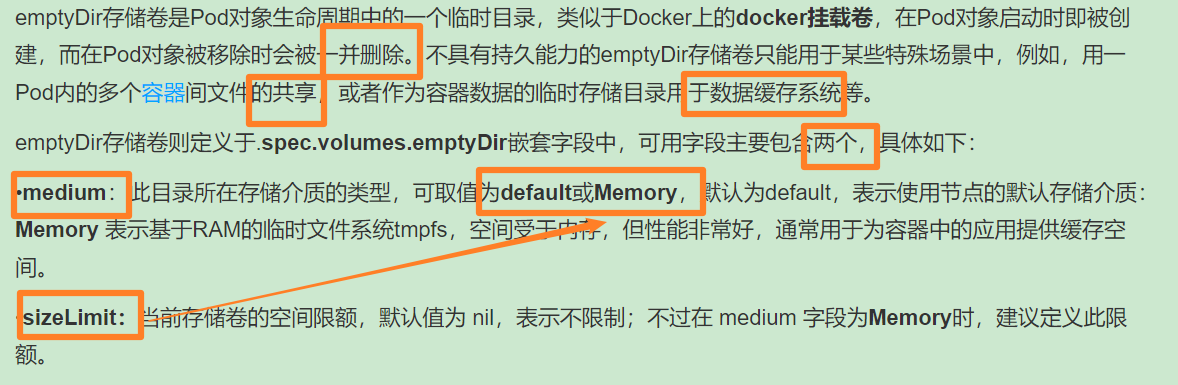 emptyDir存储卷是Pod对象生命周期中的一个临时目录，类似于Docker上的docker挂载卷，在Pod对象启动时即被创
建，而在Pod对象被移除时会被一并删除。不具有持久能力的emptyDir存储卷只能用于某些特殊场景中，例如，用一
Pod内的多个容器间文件的共享，或者作为容器数据的临时存储目录用于数据缓存系统等。
emptyDir存储卷则定义于.spec.volumes.emptyDir嵌套字段中，可用字段主要包含两个，具体如下：
•medium：此目录所在存储介质的类型，可取值为default或Memory，默认为default，表示使用节点的默认存储介质：
Memory 表示基于RAM的临时文件系统tmpfs，空间受于内存，但性能非常好，通常用于为容器中的应用提供缓存空
间。
•sizeLimit：当前存储卷的空间限额，默认值为 nil，表示不限制；不过在 medium 字段为Memory时，建议定义此限
额。